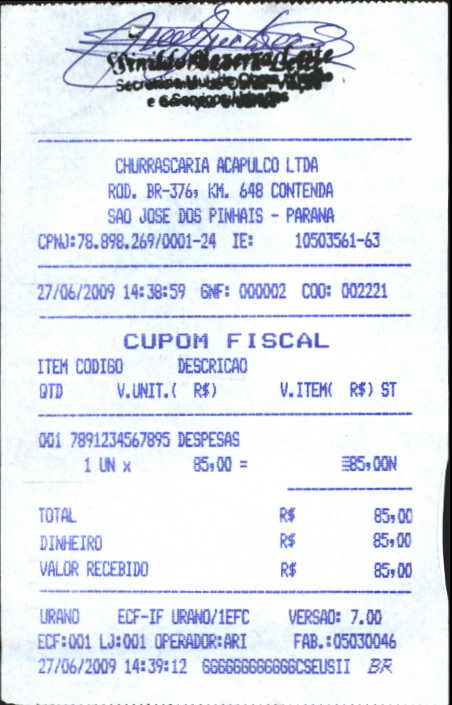 e Serviços
CHURRASCARIA ACAPULCO LTDA
ROD. BR-376, KM. 648 CONTENDA
SAO JOSE DOS PINHAIS - PARANA
CPNJ:78.898.269/0001-24 IE: 10503561-63
27/06/2009 14:38:59 GNF: 000002 COO: 002221
CUPOM FISCAL
ITEM CODIGO DESCRICAO
QTD V.UNIT.( R$) V.ITEM( R$) ST
001 7891234567895 DESPESAS
1 UN x 85,00 = 85,00N
TOTAL R$ 85,00
DINHEIRO R$ 85,00
VALOR RECEBIDO R$ 85,00
URANO ECF-IF URANO/1EFC VERSAO: 7.00
ECF:001 LJ:001 OPERADOR:ARI FAB.:05030046
27/06/2009 14:39:12 GGGGGGGGGGGGCSEUSII BR